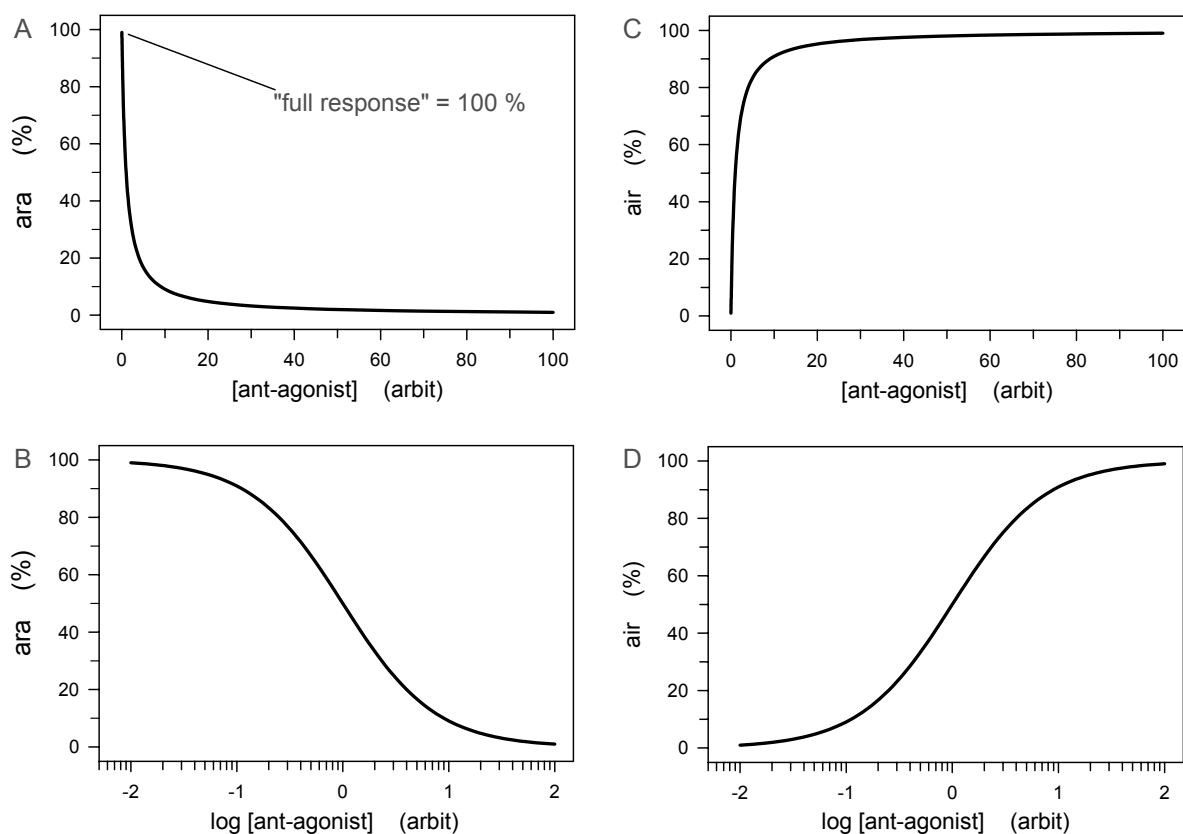 A
100
80
60
40
20
0
ara (%)
"full response" = 100 %
0 20 40 60 80 100
[ant-agonist] (arbit)
C
100
80
60
40
20
0
air (%)
0 20 40 60 80 100
[ant-agonist] (arbit)
B
100
80
60
40
20
0
ara (%)
-2 -1 0 1 2
log [ant-agonist] (arbit)
D
100
80
60
40
20
0
air (%)
-2 -1 0 1 2
log [ant-agonist] (arbit)